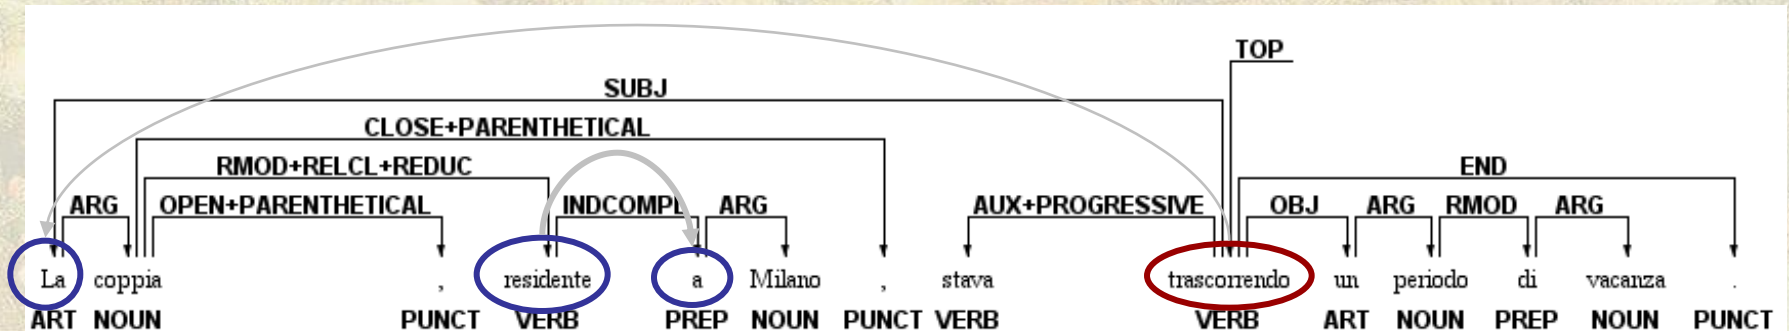 TOP
SUBJ
CLOSE+PARENTHETICAL
RMOD+RELCL+REDUC END
ARG OPEN+PARENTHETICAL INDCOMPL ARG AUX+PROGRESSIVE OBJ ARG RMOD ARG
La coppia , residente a Milano , stava trascorrendo un periodo di vacanza .
ART NOUN PUNCT VERB PREP NOUN PUNCT VERB VERB ART NOUN PREP NOUN PUNCT